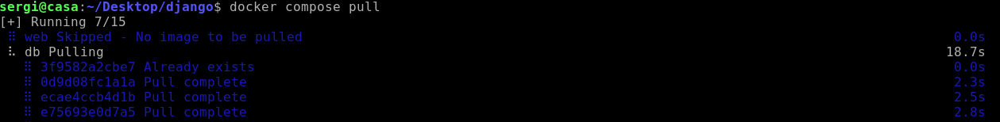 sergi@casa:~/Desktop/django$ docker compose pull
[+] Running 7/15
⠿ web Skipped - No image to be pulled 0.0s
⠧ db Pulling 18.7s
⠿ 3f9582a2cbe7 Already exists 0.0s
⠿ 0d9d08fc1a1a Pull complete 2.3s
⠿ ecae4ccb4d1b Pull complete 2.5s
⠿ e75693e0d7a5 Pull complete 2.8s